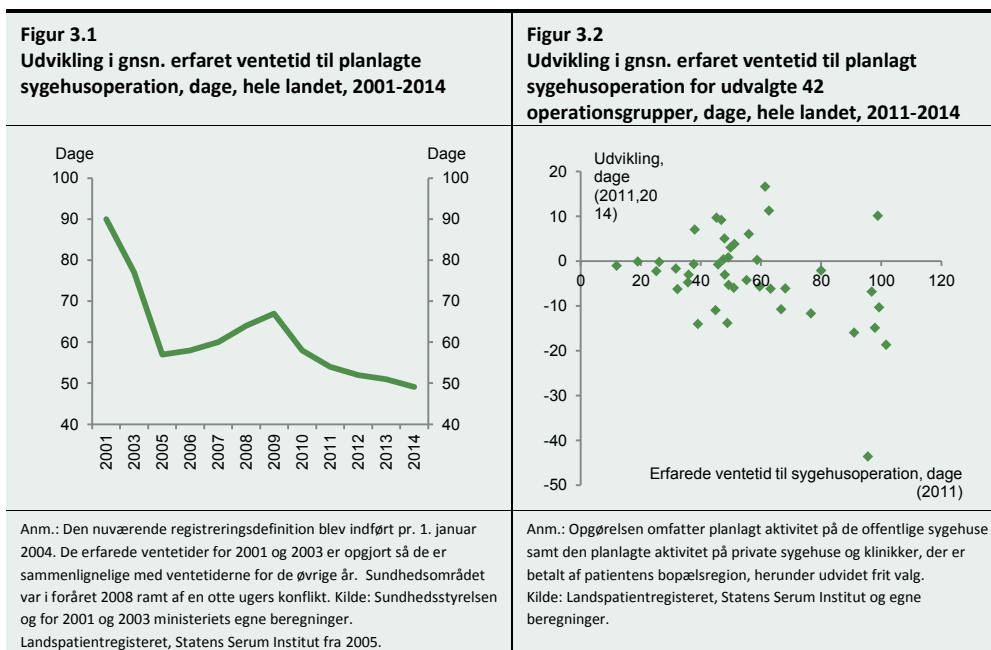 Figur 3.1
Udvikling i gnsn. erfaret ventetid til planlagte
sygehusoperation, dage, hele landet, 2001-2014
Dage
Dage
100
90
80
70
60
50
40
100
90
80
70
60
50
40
2001
2003
2005
2006
2007
2008
2009
2010
2011
2012
2013
2014
Anm.: Den nuværende registreringsdefinition blev indført pr. 1. januar
2004. De erfarede ventetider for 2001 og 2003 er opgjort så de er
sammenlignelige med ventetiderne for de øvrige år. Sundhedsområdet
var i foråret 2008 ramt af en otte ugers konflikt. Kilde: Sundhedsstyrelsen
og for 2001 og 2003 ministeriets egne beregninger.
Landspatientregisteret, Statens Serum Institut fra 2005.
Figur 3.2
Udvikling i gnsn. erfaret ventetid til planlagt
sygehusoperation for udvalgte 42
operationsgrupper, dage, hele landet, 2011-2014
Udvikling,
dage
(2011,20
14)
20
10
0
-10
-20
-30
-40
-50
0
20
40
60
80
100
120
Erfarede ventetid til sygehusoperation, dage
(2011)
Anm.: Opgørelsen omfatter planlagt aktivitet på de offentlige sygehuse
samt den planlagte aktivitet på private sygehuse og klinikker, der er
betalt af patientens bopælsregion, herunder udvidet frit valg.
Kilde: Landspatientregisteret, Statens Serum Institut og egne
beregninger.